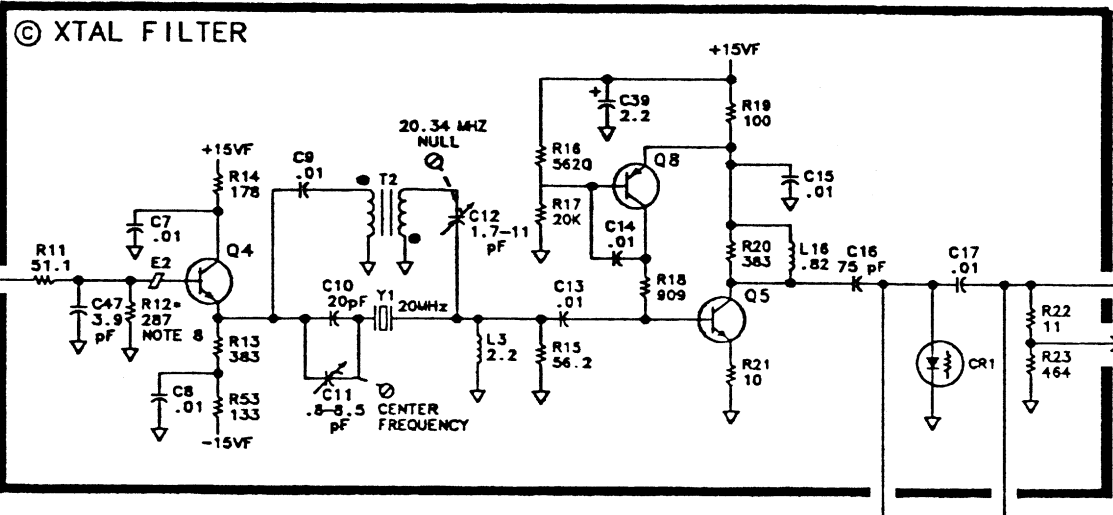 © XTAL FILTER
+15VF
C39
2.2
R19
100
20.34 MHZ
NULL
+15VF
R14
178
C9
.01
T2
R16
5620
Q8
C15
.01
C7
.01
R17
20K
C12
1.7-11
pF
C14
.01
Q4
R11
51.1
E2
R20
383
L16
.82
C16
75 pF
C17
.01
C47
3.9
pF
R12*
287
NOTE 8
C10
20pF
Y1
20MHz
C13
.01
R18
909
Q5
R13
383
L3
2.2
R15
56.2
R22
11
R21
10
CR1
R23
464
C8
.01
R53
133
C11
.8-8.5
pF
CENTER
FREQUENCY
-15VF